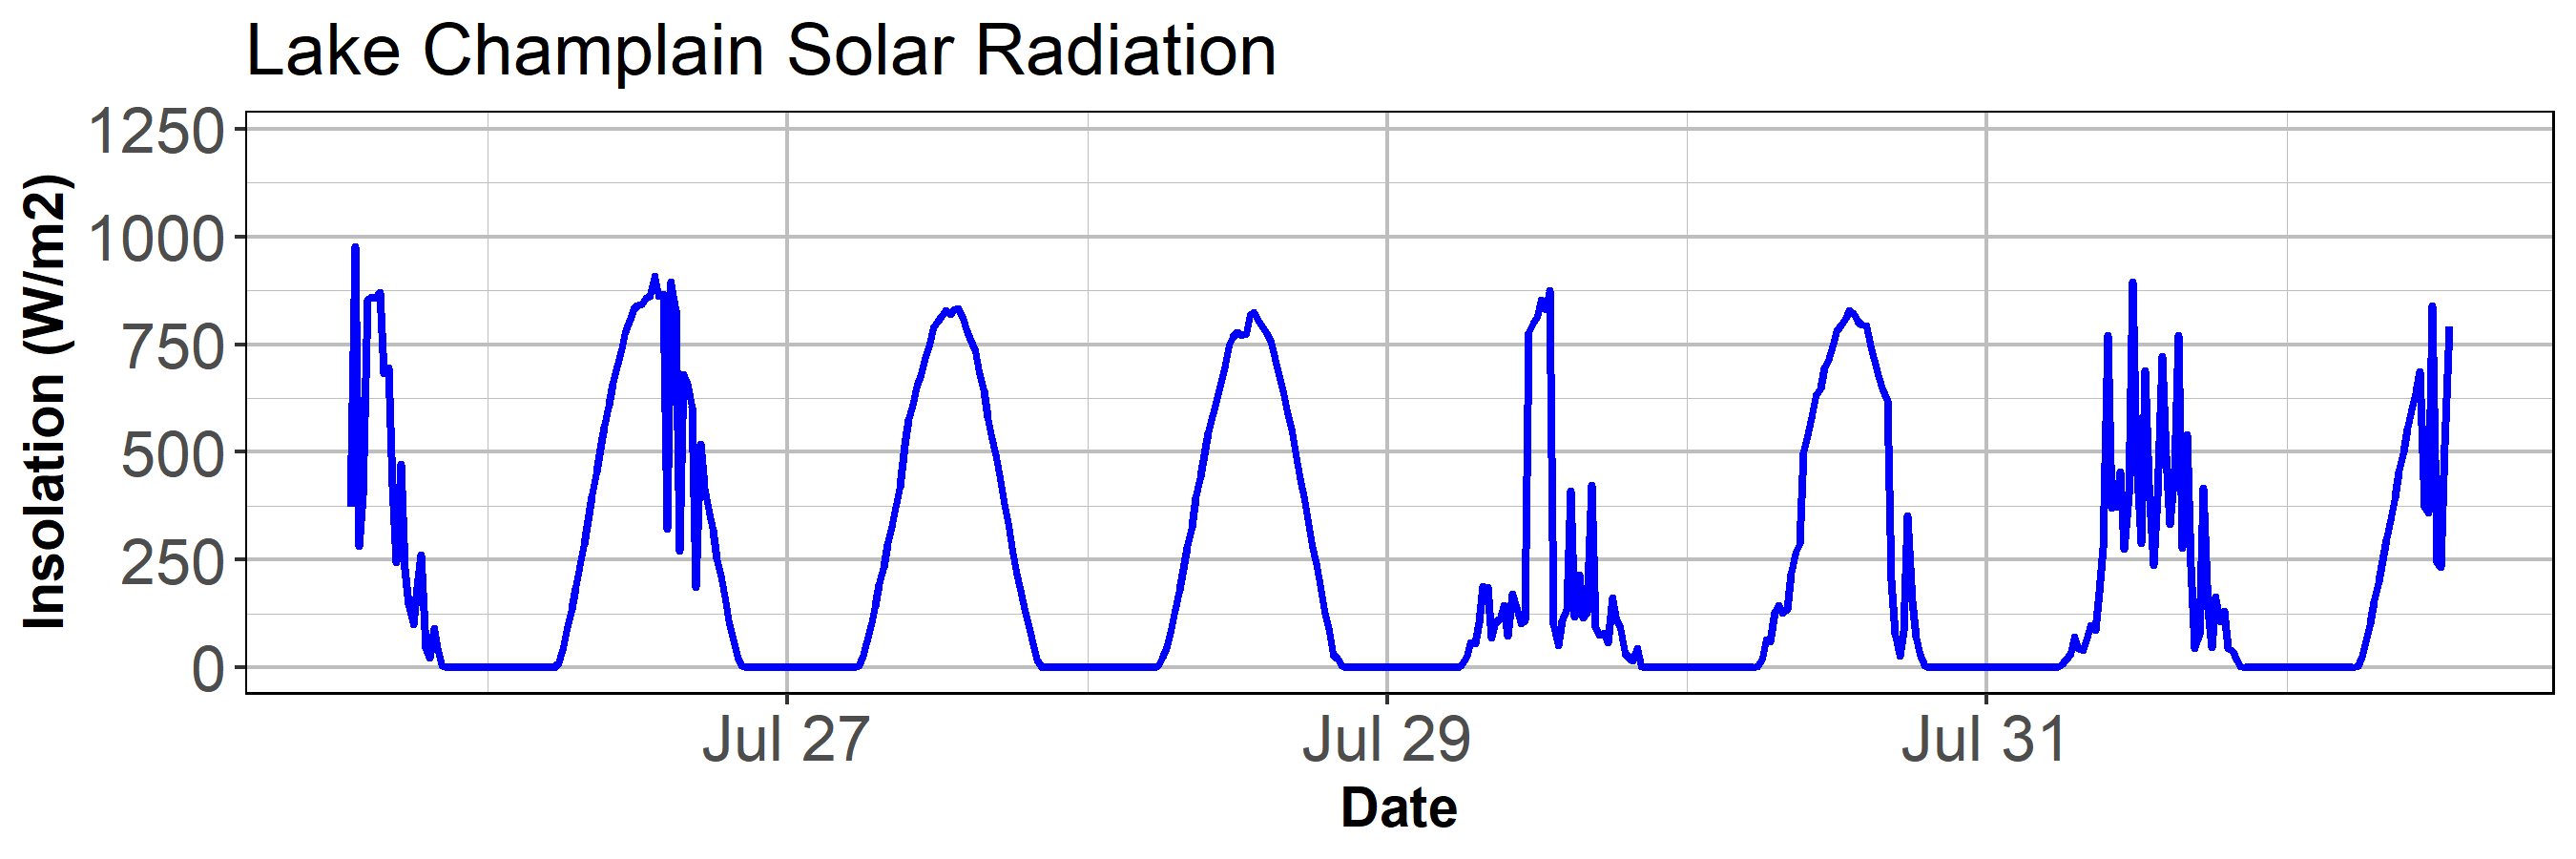 Lake Champlain Solar Radiation
Insolation (W/m2)
1250
1000
750
500
250
0
Jul 27
Jul 29
Jul 31
Date